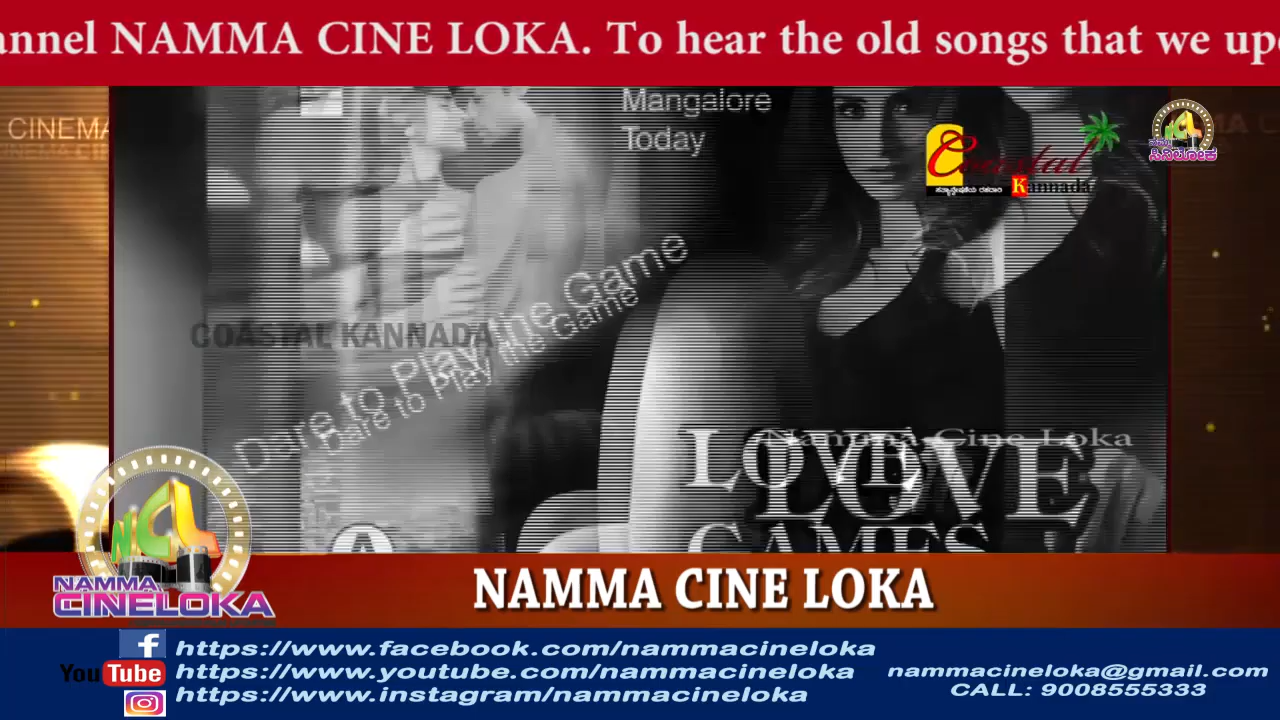 annel NAMMA CINE LOKA. To hear the old songs that we up
CINEMA
Mangalore
Today
Coastal
Kannada
NCL
ಸಿನಿಲೋಕ
Dare to Play the Game
Dare to Play the Game
COASTAL KANNADA
Namma Cine Loka
LOVE
LOVE
GAMES
NCL
NAMMA
CINELOKA
NAMMA CINE LOKA
f https://www.facebook.com/nammacineloka
YouTube https://www.youtube.com/nammacineloka
https://www.instagram/nammacineloka
nammacineloka@gmail.com
CALL: 9008555333